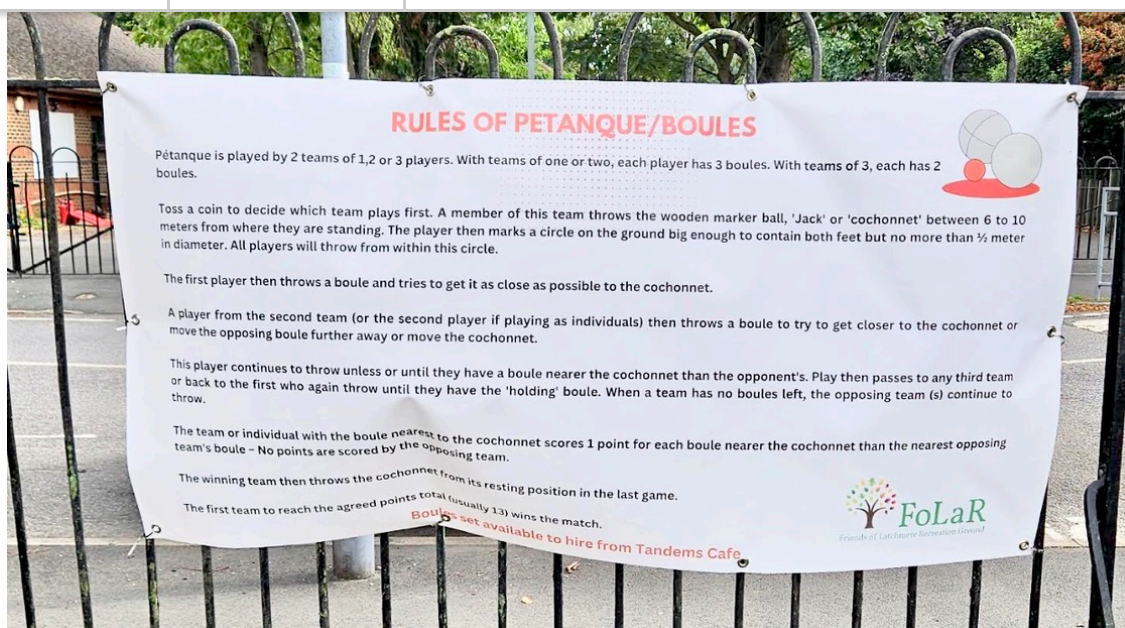 RULES OF PETANQUE/BOULES
Pétanque is played by 2 teams of 1,2 or 3 players. With teams of one or two, each player has 3 boules. With teams of 3, each has 2
boules.
Toss a coin to decide which team plays first. A member of this team throws the wooden marker ball, 'Jack' or 'cochonnet' between 6 to 10
meters from where they are standing. The player then marks a circle on the ground big enough to contain both feet but no more than ½ meter
in diameter. All players will throw from within this circle.
The first player then throws a boule and tries to get it as close as possible to the cochonnet.
A player from the second team (or the second player if playing as individuals) then throws a boule to try to get closer to the cochonnet or
move the opposing boule further away or move the cochonnet.
This player continues to throw unless or until they have a boule nearer the cochonnet than the opponent's. Play then passes to any third team
or back to the first who again throw until they have the 'holding' boule. When a team has no boules left, the opposing team (s) continue to
throw.
The team or individual with the boule nearest to the cochonnet scores 1 point for each boule nearer the cochonnet than the nearest opposing
team's boule – No points are scored by the opposing team.
The winning team then throws the cochonnet from its resting position in the last game.
The first team to reach the agreed points total (usually 13) wins the match.
Boules set available to hire from Tandems Cafe
FoLaR
Friends of Latchmere Recreation Ground